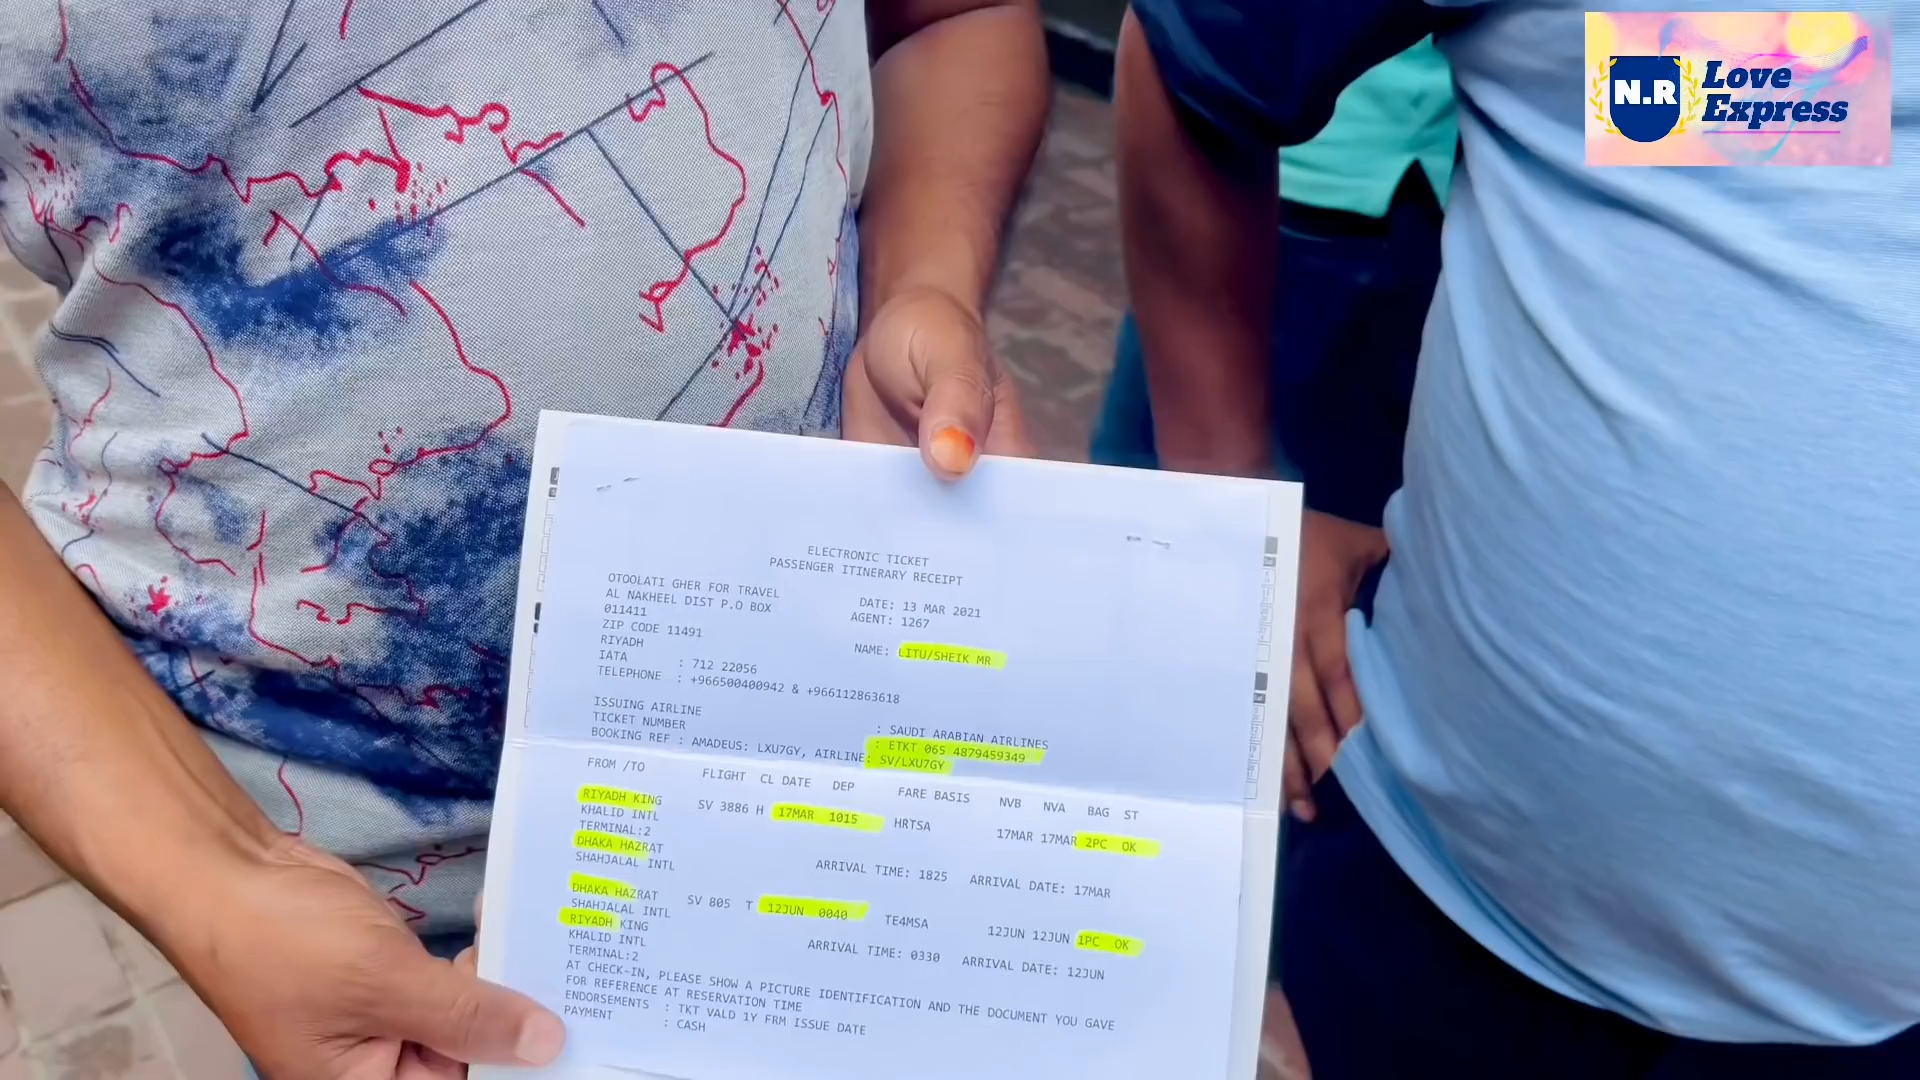 N.R
Love
Express
ELECTRONIC TICKET
PASSENGER ITINERARY RECEIPT
OTOOLATI GHER FOR TRAVEL
AL NAKHEEL DIST P.O BOX
011411
ZIP CODE 11491
RIYADH
IATA : 712 22056
TELEPHONE : +966500400942 & +966112863618
DATE: 13 MAR 2021
AGENT: 1267
NAME: LITU/SHEIK MR
ISSUING AIRLINE : SAUDI ARABIAN AIRLINES
TICKET NUMBER : ETKT 065 4879459349
BOOKING REF : AMADEUS: LXU7GY, AIRLINE: SV/LXU7GY
FROM /TO FLIGHT CL DATE DEP FARE BASIS NVB NVA BAG ST
RIYADH KING SV 3886 H 17MAR 1015 HRTSA 17MAR 17MAR 2PC OK
KHALID INTL
TERMINAL:2
DHAKA HAZRAT ARRIVAL TIME: 1825 ARRIVAL DATE: 17MAR
SHAHJALAL INTL
DHAKA HAZRAT SV 805 T 12JUN 0040 TE4MSA 12JUN 12JUN 1PC OK
SHAHJALAL INTL
RIYADH KING ARRIVAL TIME: 0330 ARRIVAL DATE: 12JUN
KHALID INTL
TERMINAL:2
AT CHECK-IN, PLEASE SHOW A PICTURE IDENTIFICATION AND THE DOCUMENT YOU GAVE
FOR REFERENCE AT RESERVATION TIME
ENDORSEMENTS : TKT VALD 1Y FRM ISSUE DATE
PAYMENT : CASH